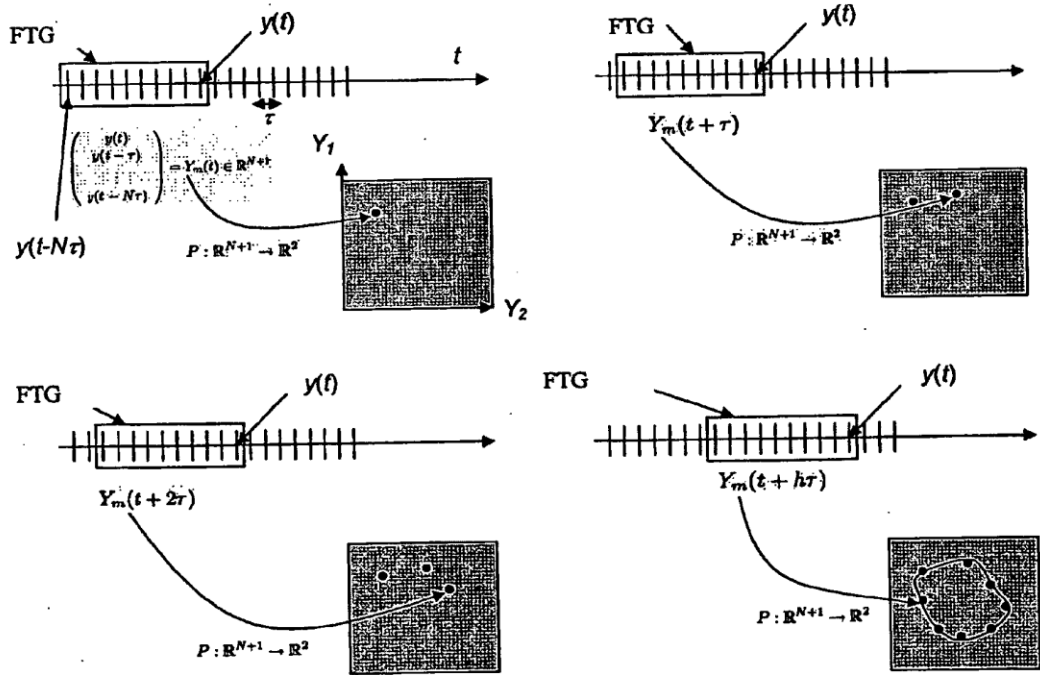 FTG
y(t)
t
τ
y(t)
y(t − τ)
y(t − Nτ)
= Y_m(t) ∈ ℝ^{N+1}
y(t-Nτ)
P : ℝ^{N+1} → ℝ^2
Y_1
Y_2
FTG
y(t)
Y_m(t + τ)
P : ℝ^{N+1} → ℝ^2
FTG
y(t)
Y_m(t + 2τ)
P : ℝ^{N+1} → ℝ^2
FTG
y(t)
Y_m(t + hτ)
P : ℝ^{N+1} → ℝ^2